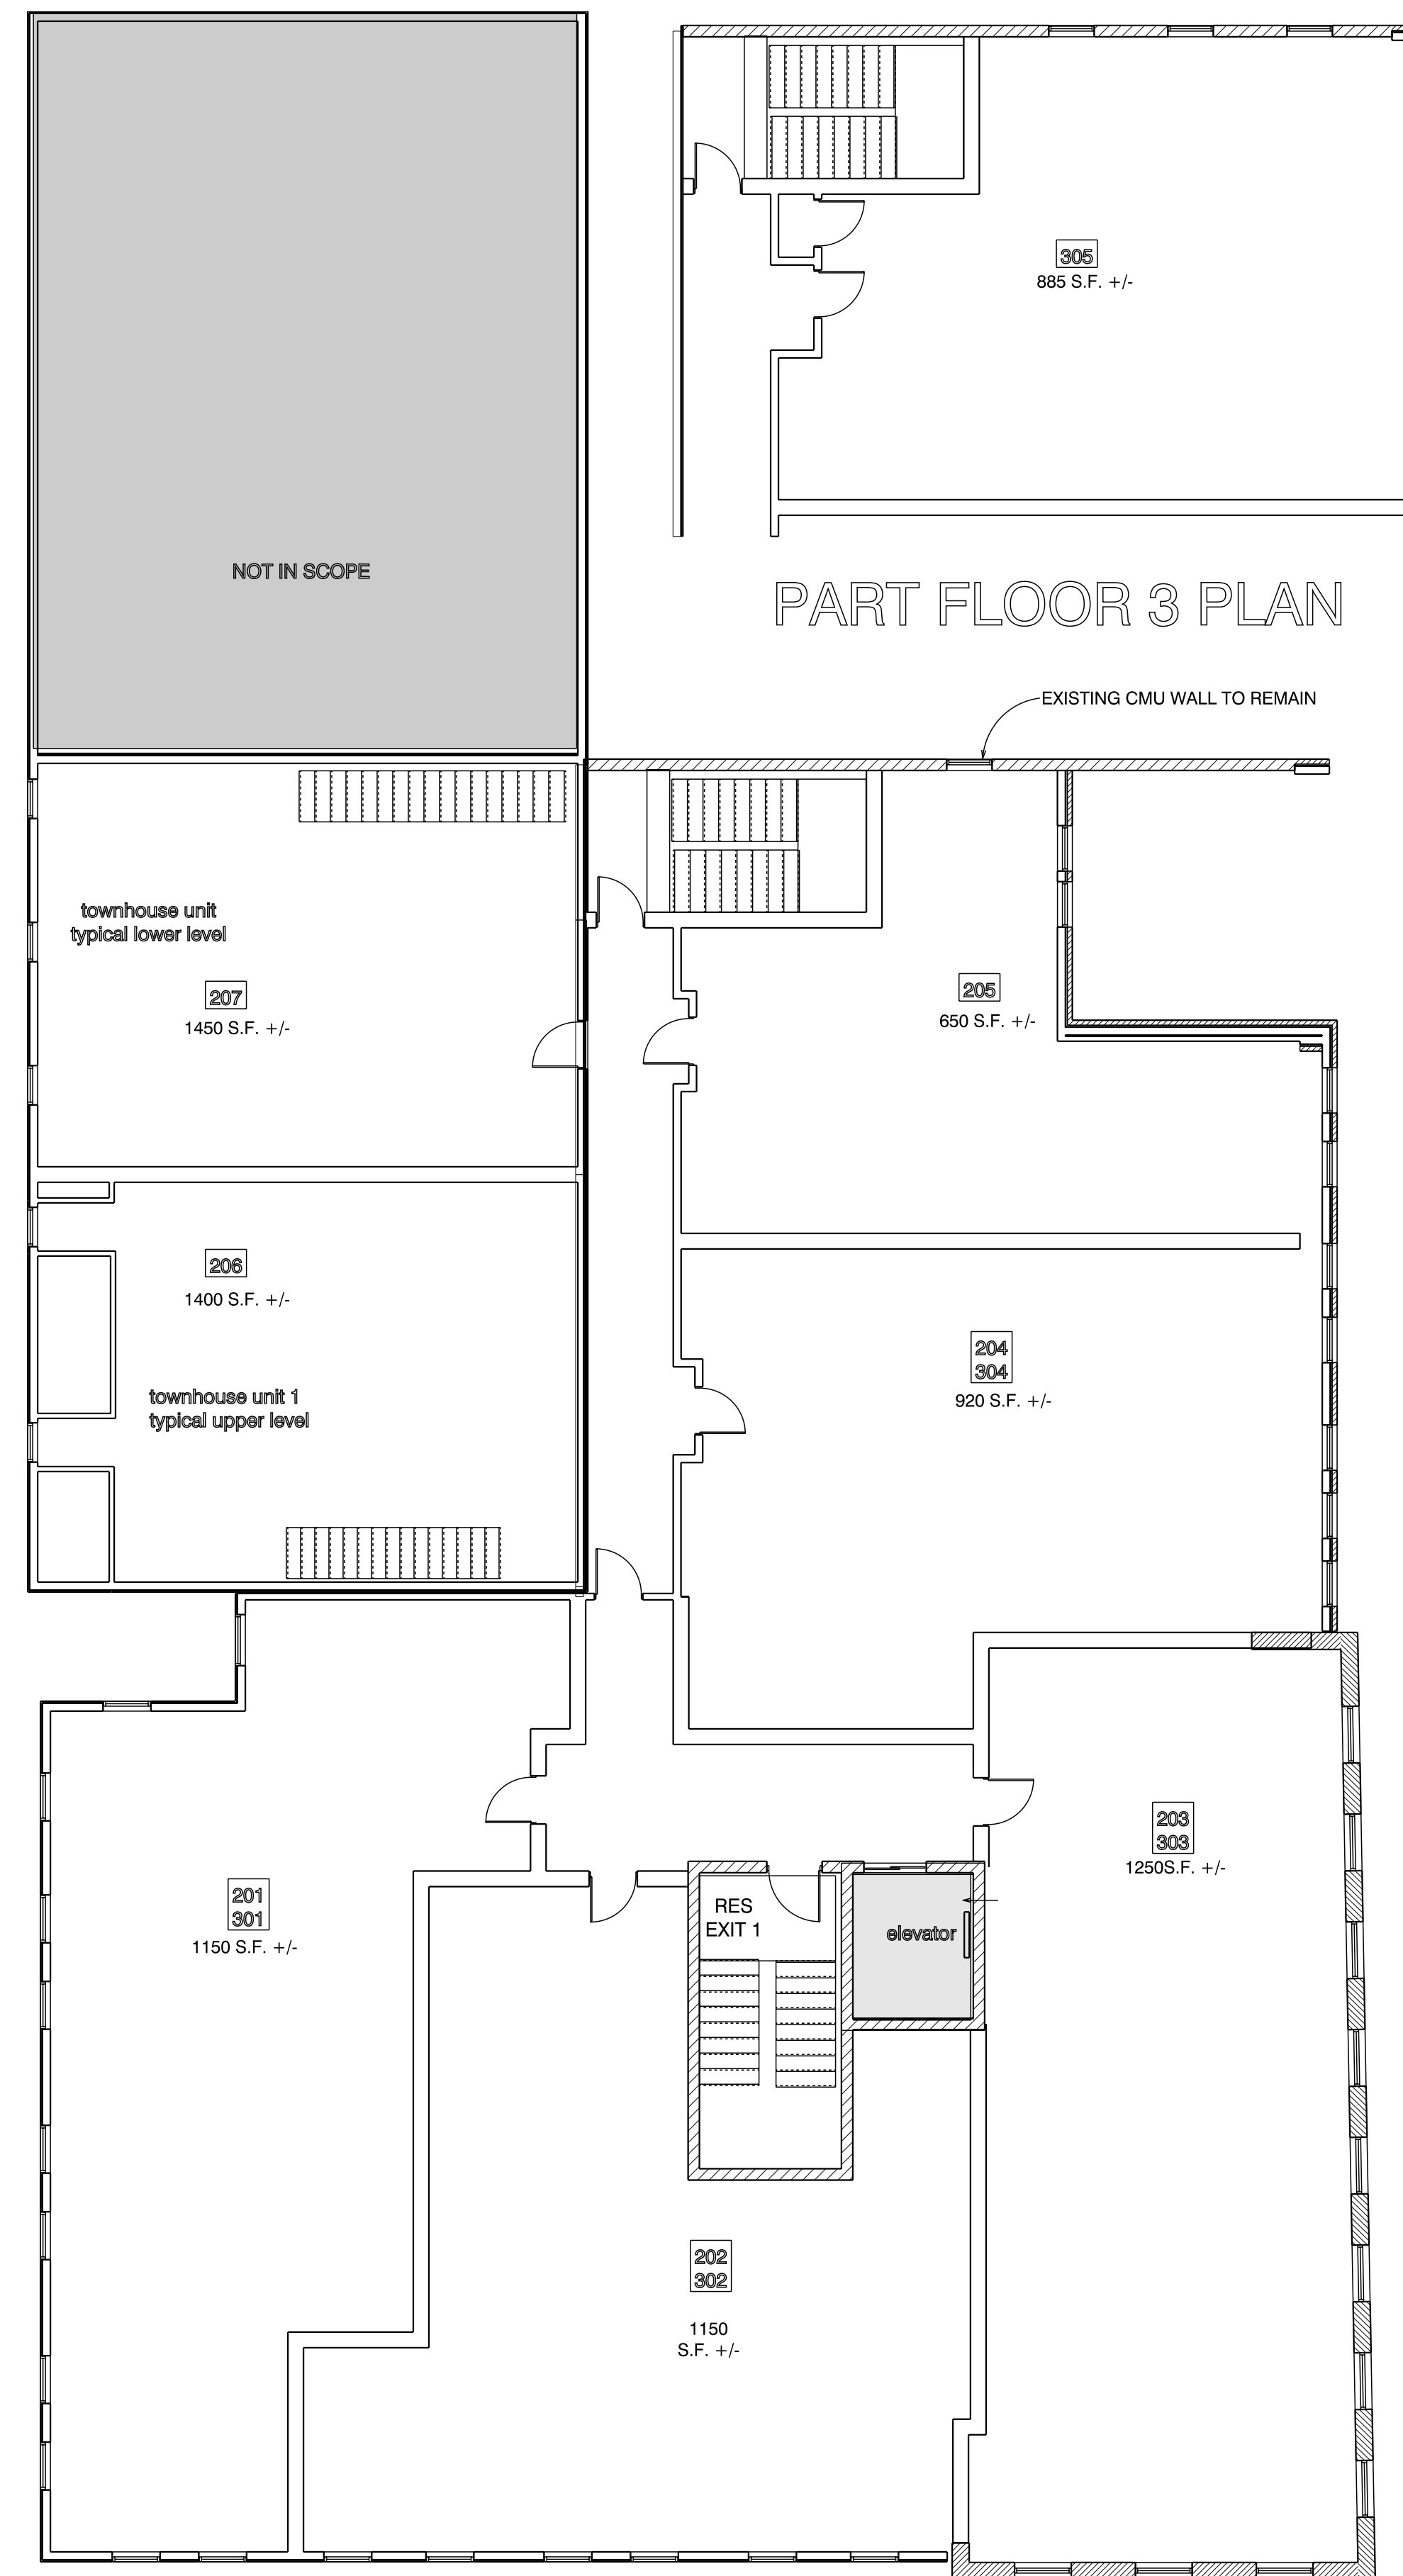 305
885 S.F. +/-
NOT IN SCOPE
PART FLOOR 3 PLAN
EXISTING CMU WALL TO REMAIN
townhouse unit
typical lower level
207
1450 S.F. +/-
205
650 S.F. +/-
206
1400 S.F. +/-
townhouse unit 1
typical upper level
204
304
920 S.F. +/-
203
303
1250S.F. +/-
201
301
1150 S.F. +/-
RES
EXIT 1
elevator
202
302
1150
S.F. +/-